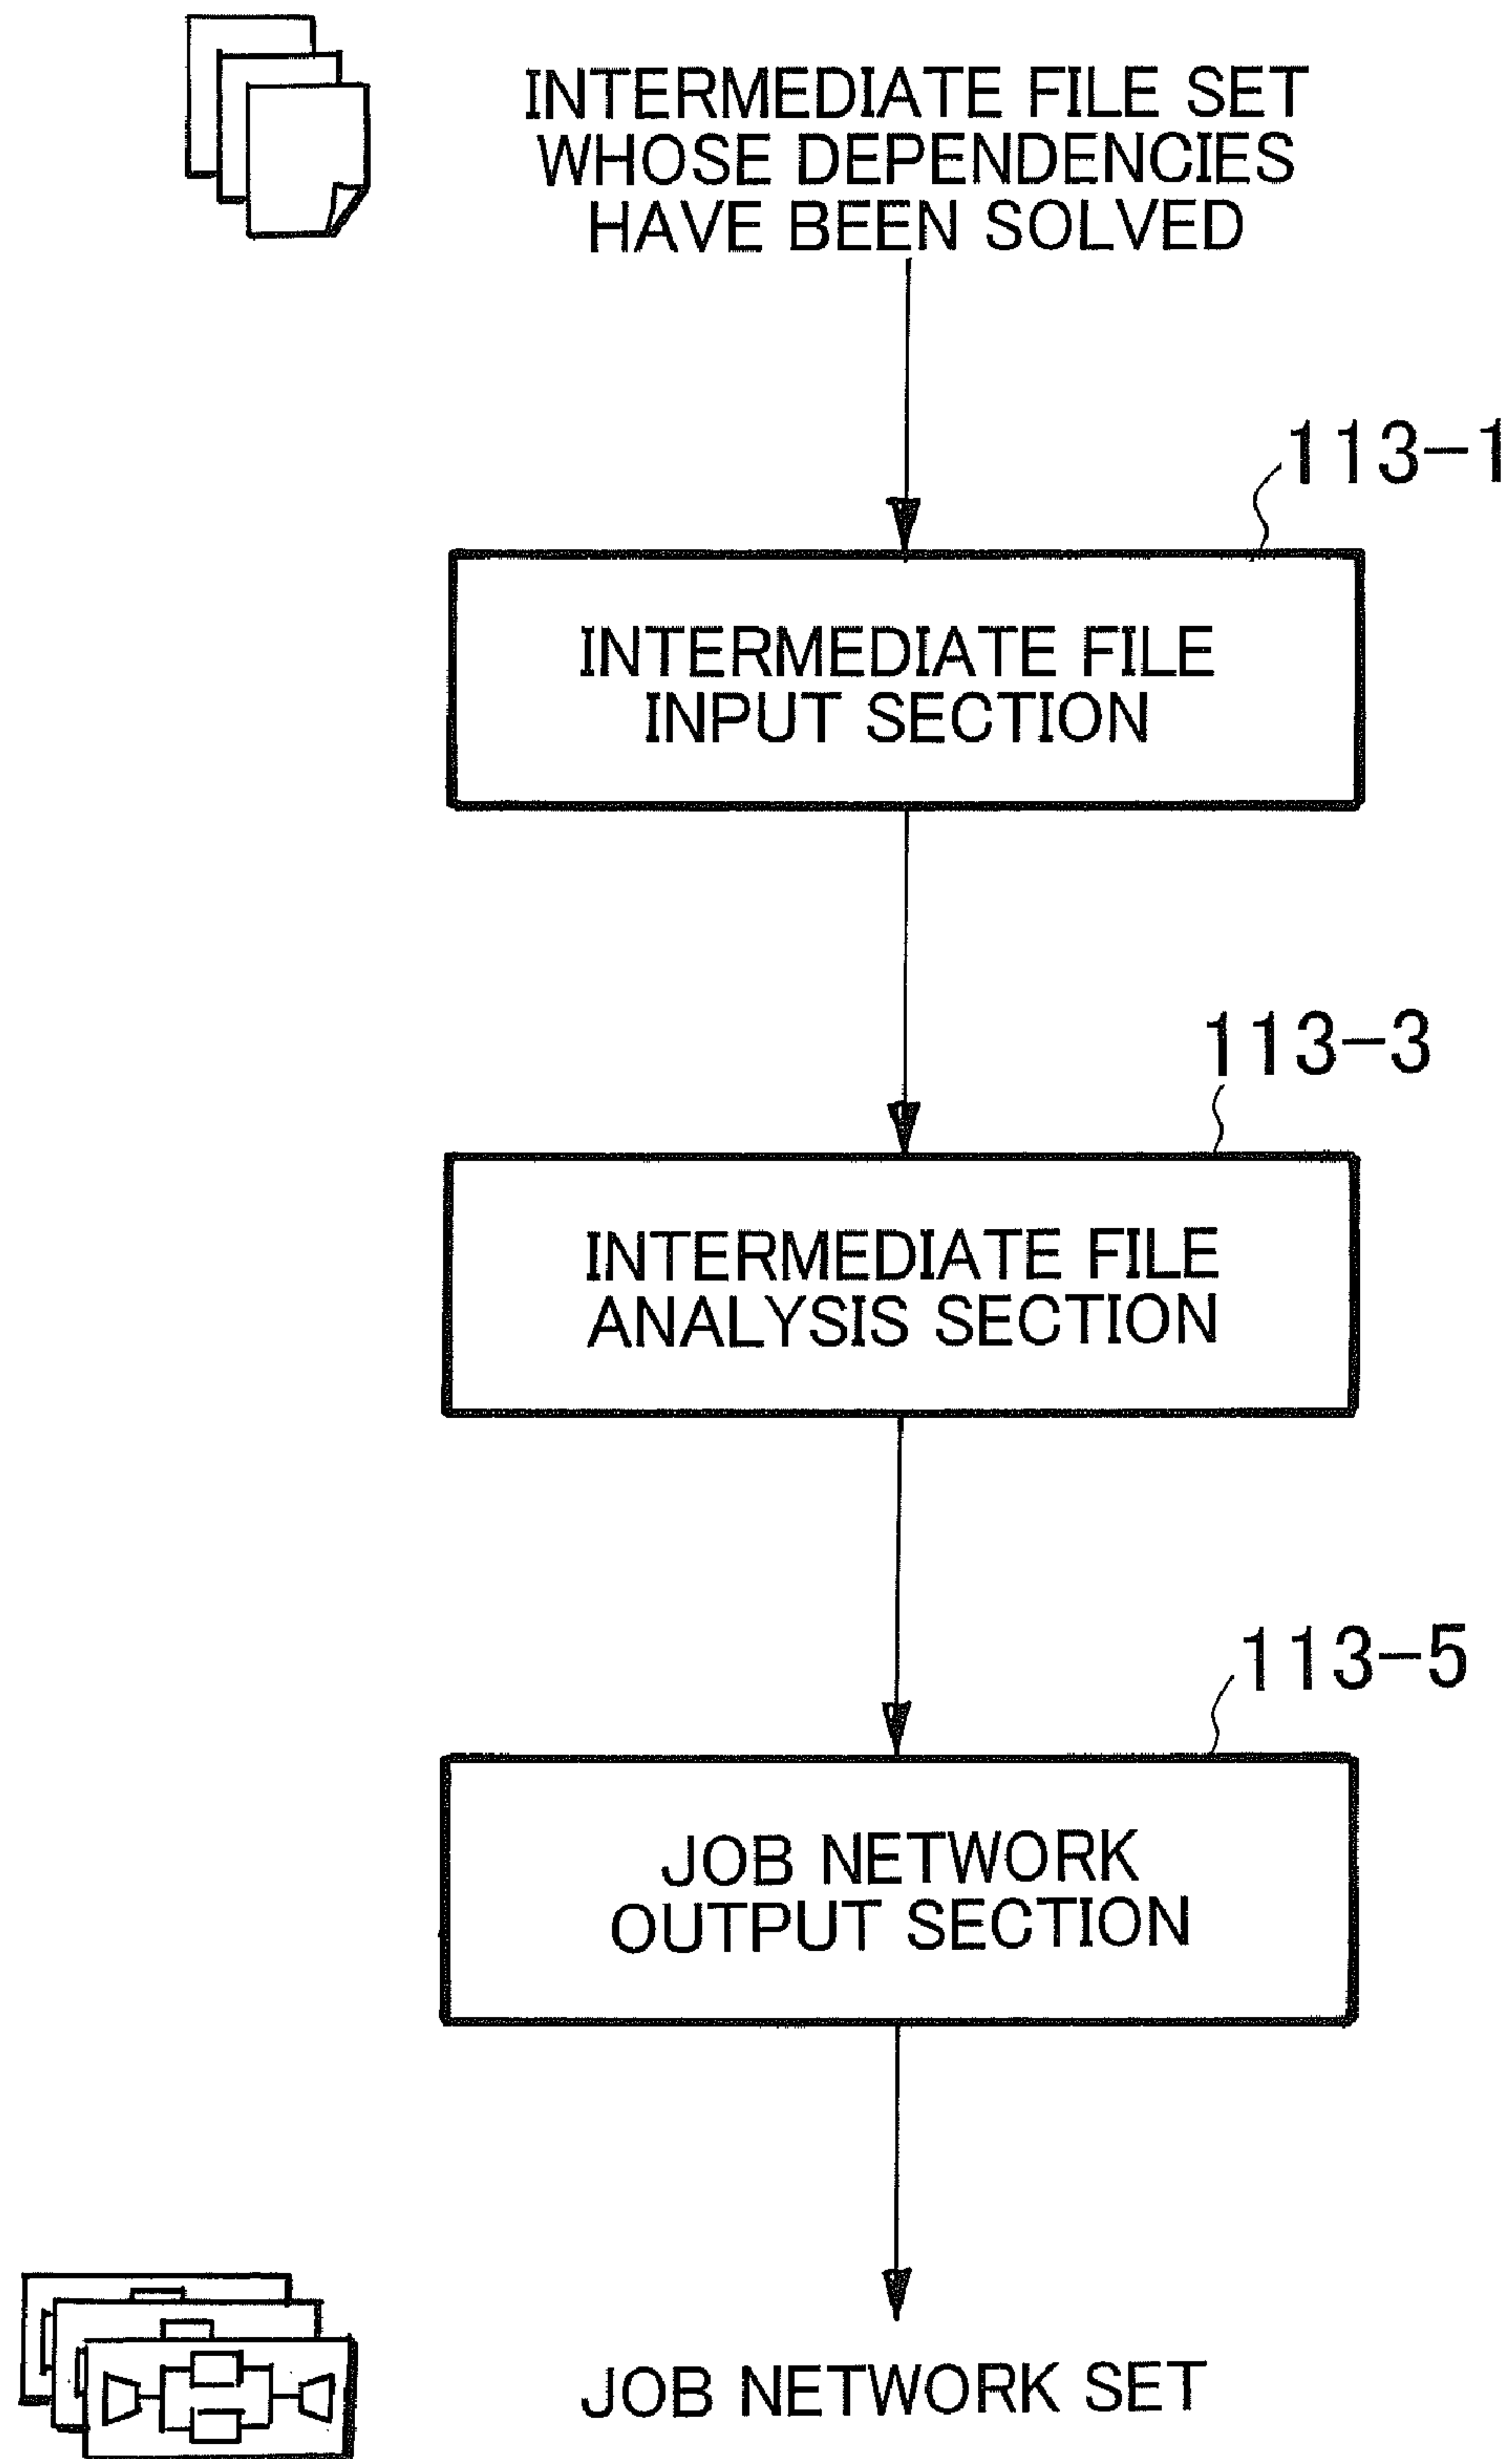 INTERMEDIATE FILE SET
WHOSE DEPENDENCIES
HAVE BEEN SOLVED
113-1
INTERMEDIATE FILE
INPUT SECTION
113-3
INTERMEDIATE FILE
ANALYSIS SECTION
113-5
JOB NETWORK
OUTPUT SECTION
JOB NETWORK SET